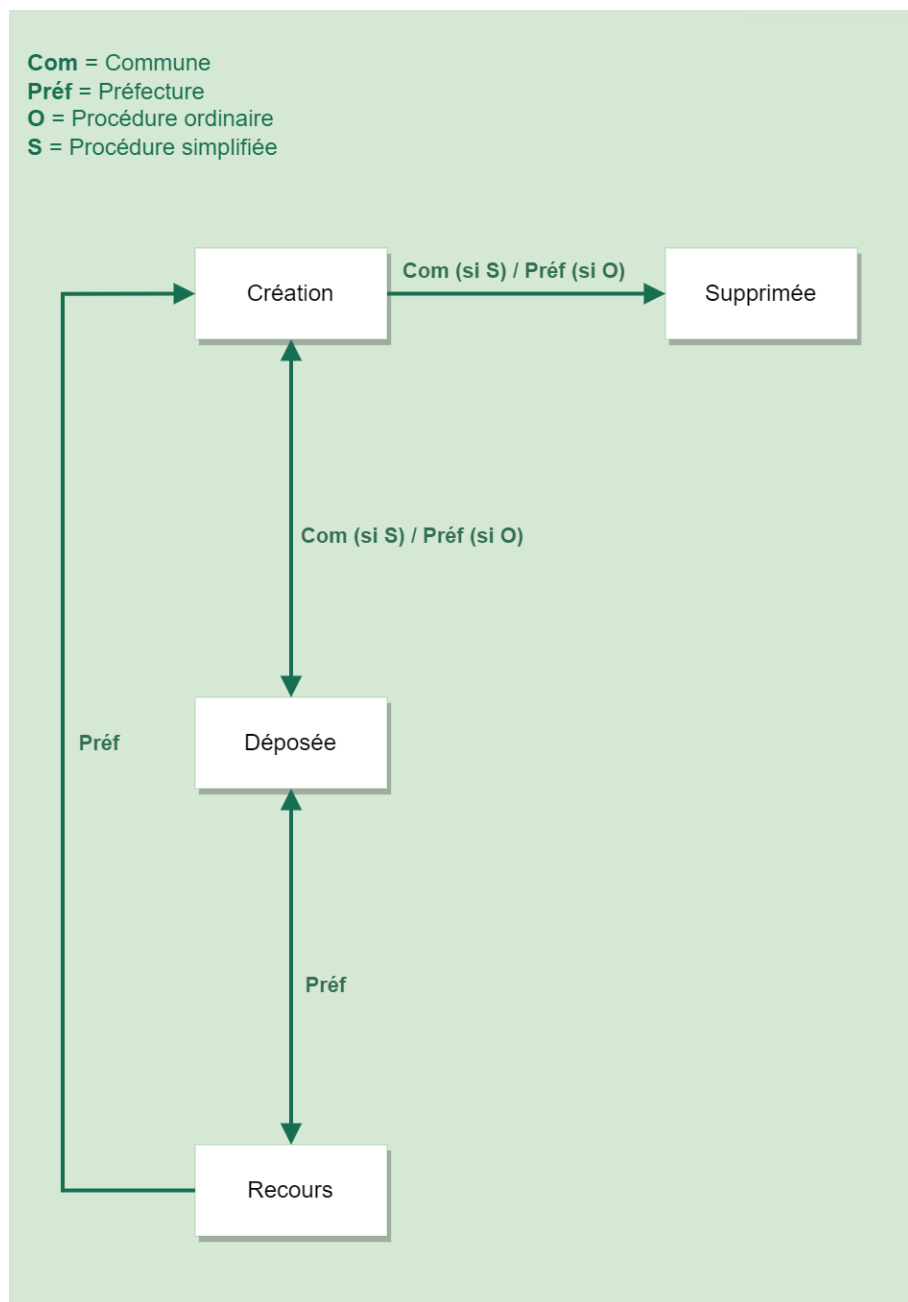 Com = Commune
Préf = Préfecture
O = Procédure ordinaire
S = Procédure simplifiée
Création
Com (si S) / Préf (si O)
Supprimée
Com (si S) / Préf (si O)
Préf
Déposée
Préf
Recours